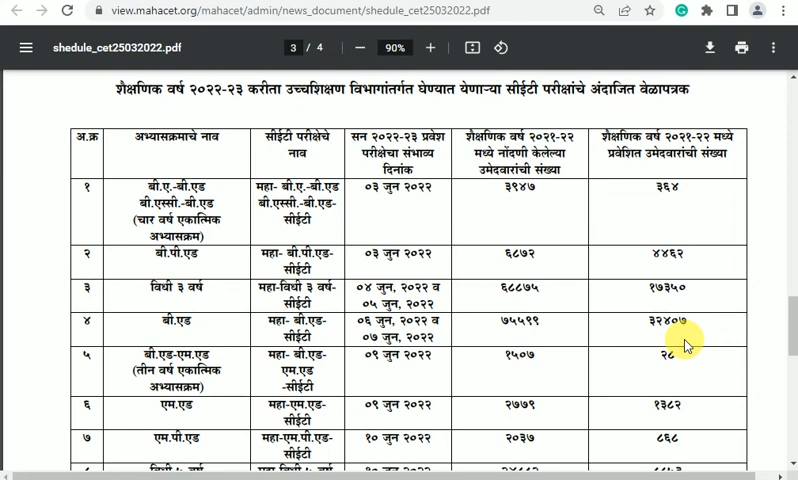 view.mahacet.org/mahacet/admin/news_document/shedule_cet25032022.pdf
shedule_cet25032022.pdf
3 / 4
90%
शैक्षणिक वर्ष २०२२-२३ करीता उच्चशिक्षण विभागांतर्गत घेण्यात येणाऱ्या सीईटी परीक्षांचे अंदाजित वेळापत्रक
अ.क्र
अभ्यासक्रमाचे नाव
सीईटी परीक्षेचे
नाव
सन २०२२-२३ प्रवेश
परीक्षेचा संभाव्य
दिनांक
शैक्षणिक वर्ष २०२१-२२
मध्ये नोंदणी केलेल्या
उमेदवारांची संख्या
शैक्षणिक वर्ष २०२१-२२ मध्ये
प्रवेशित उमेदवारांची संख्या
१
बी.ए.-बी.एड
बी.एस्सी.-बी.एड
(चार वर्ष एकात्मिक
अभ्यासक्रम)
महा- बी.ए.-बी.एड
बी.एस्सी.-बी.एड-
सीईटी
०३ जुन २०२२
३९४७
३६४
२
बी.पी.एड
महा- बी.पी.एड-
सीईटी
०३ जुन २०२२
६८७२
४४६२
३
विधी ३ वर्ष
महा-विधी ३ वर्ष-
सीईटी
०४ जुन, २०२२ व
०५ जुन, २०२२
६८८७५
१७३५०
४
बी.एड
महा- बी.एड-
सीईटी
०६ जुन, २०२२ व
०७ जुन, २०२२
७५५९९
३२४०७
५
बी.एड-एम.एड
(तीन वर्ष एकात्मिक
अभ्यासक्रम)
महा- बी.एड-
एम.एड
-सीईटी
०९ जुन २०२२
१५०७
२८
६
एम.एड
महा-एम.एड-
सीईटी
०९ जुन २०२२
२७७९
१३८२
७
एम.पी.एड
महा-एम.पी.एड-
सीईटी
१० जुन २०२२
२०३७
८६८